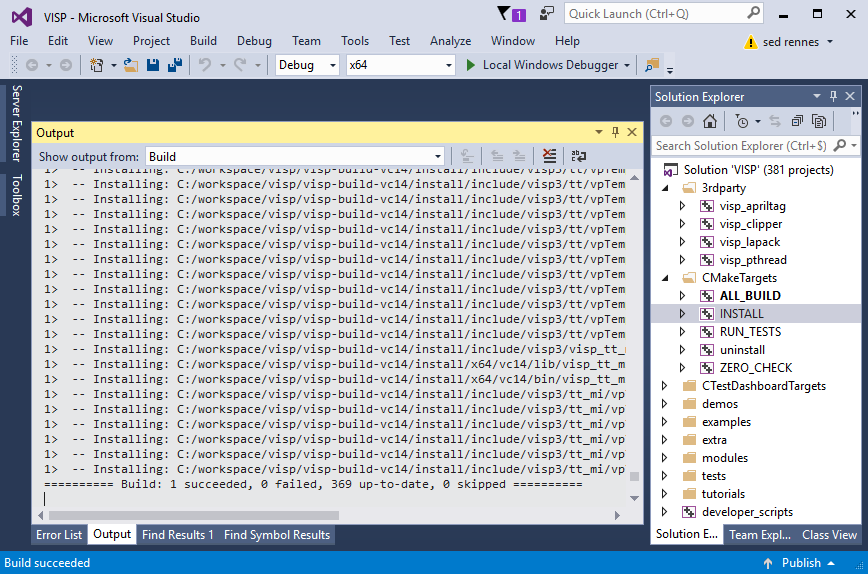 VISP - Microsoft Visual Studio
1
Quick Launch (Ctrl+Q)
File Edit View Project Build Debug Team Tools Test Analyze Window Help
sed rennes
Debug x64 Local Windows Debugger
Server Explorer
Toolbox
Output
Show output from: Build
1> -- Installing: C:/workspace/visp/visp-build-vc14/install/include/visp3/tt/vpTem
1> -- Installing: C:/workspace/visp/visp-build-vc14/install/include/visp3/tt/vpTem
1> -- Installing: C:/workspace/visp/visp-build-vc14/install/include/visp3/tt/vpTem
1> -- Installing: C:/workspace/visp/visp-build-vc14/install/include/visp3/tt/vpTem
1> -- Installing: C:/workspace/visp/visp-build-vc14/install/include/visp3/tt/vpTem
1> -- Installing: C:/workspace/visp/visp-build-vc14/install/include/visp3/tt/vpTem
1> -- Installing: C:/workspace/visp/visp-build-vc14/install/include/visp3/tt/vpTem
1> -- Installing: C:/workspace/visp/visp-build-vc14/install/include/visp3/tt/vpTem
1> -- Installing: C:/workspace/visp/visp-build-vc14/install/include/visp3/tt/vpTem
1> -- Installing: C:/workspace/visp/visp-build-vc14/install/include/visp3/tt/vpTem
1> -- Installing: C:/workspace/visp/visp-build-vc14/install/include/visp3/tt/vpTem
1> -- Installing: C:/workspace/visp/visp-build-vc14/install/include/visp3/tt/vpTem
1> -- Installing: C:/workspace/visp/visp-build-vc14/install/include/visp3/visp_tt_
1> -- Installing: C:/workspace/visp/visp-build-vc14/install/x64/vc14/lib/visp_tt_m
1> -- Installing: C:/workspace/visp/visp-build-vc14/install/x64/vc14/bin/visp_tt_m
1> -- Installing: C:/workspace/visp/visp-build-vc14/install/include/visp3/tt_mi/vp
1> -- Installing: C:/workspace/visp/visp-build-vc14/install/include/visp3/tt_mi/vp
1> -- Installing: C:/workspace/visp/visp-build-vc14/install/include/visp3/tt_mi/vp
1> -- Installing: C:/workspace/visp/visp-build-vc14/install/include/visp3/tt_mi/vp
1> -- Installing: C:/workspace/visp/visp-build-vc14/install/include/visp3/tt_mi/vp
1> -- Installing: C:/workspace/visp/visp-build-vc14/install/include/visp3/tt_mi/vp
========== Build: 1 succeeded, 0 failed, 369 up-to-date, 0 skipped ==========
Error List Output Find Results 1 Find Symbol Results
Solution Explorer
Search Solution Explorer (Ctrl+$)
Solution 'VISP' (381 projects)
3rdparty
visp_apriltag
visp_clipper
visp_lapack
visp_pthread
CMakeTargets
ALL_BUILD
INSTALL
RUN_TESTS
uninstall
ZERO_CHECK
CTestDashboardTargets
demos
examples
extra
modules
tests
tutorials
developer_scripts
Solution E... Team Expl... Class View
Build succeeded
Publish